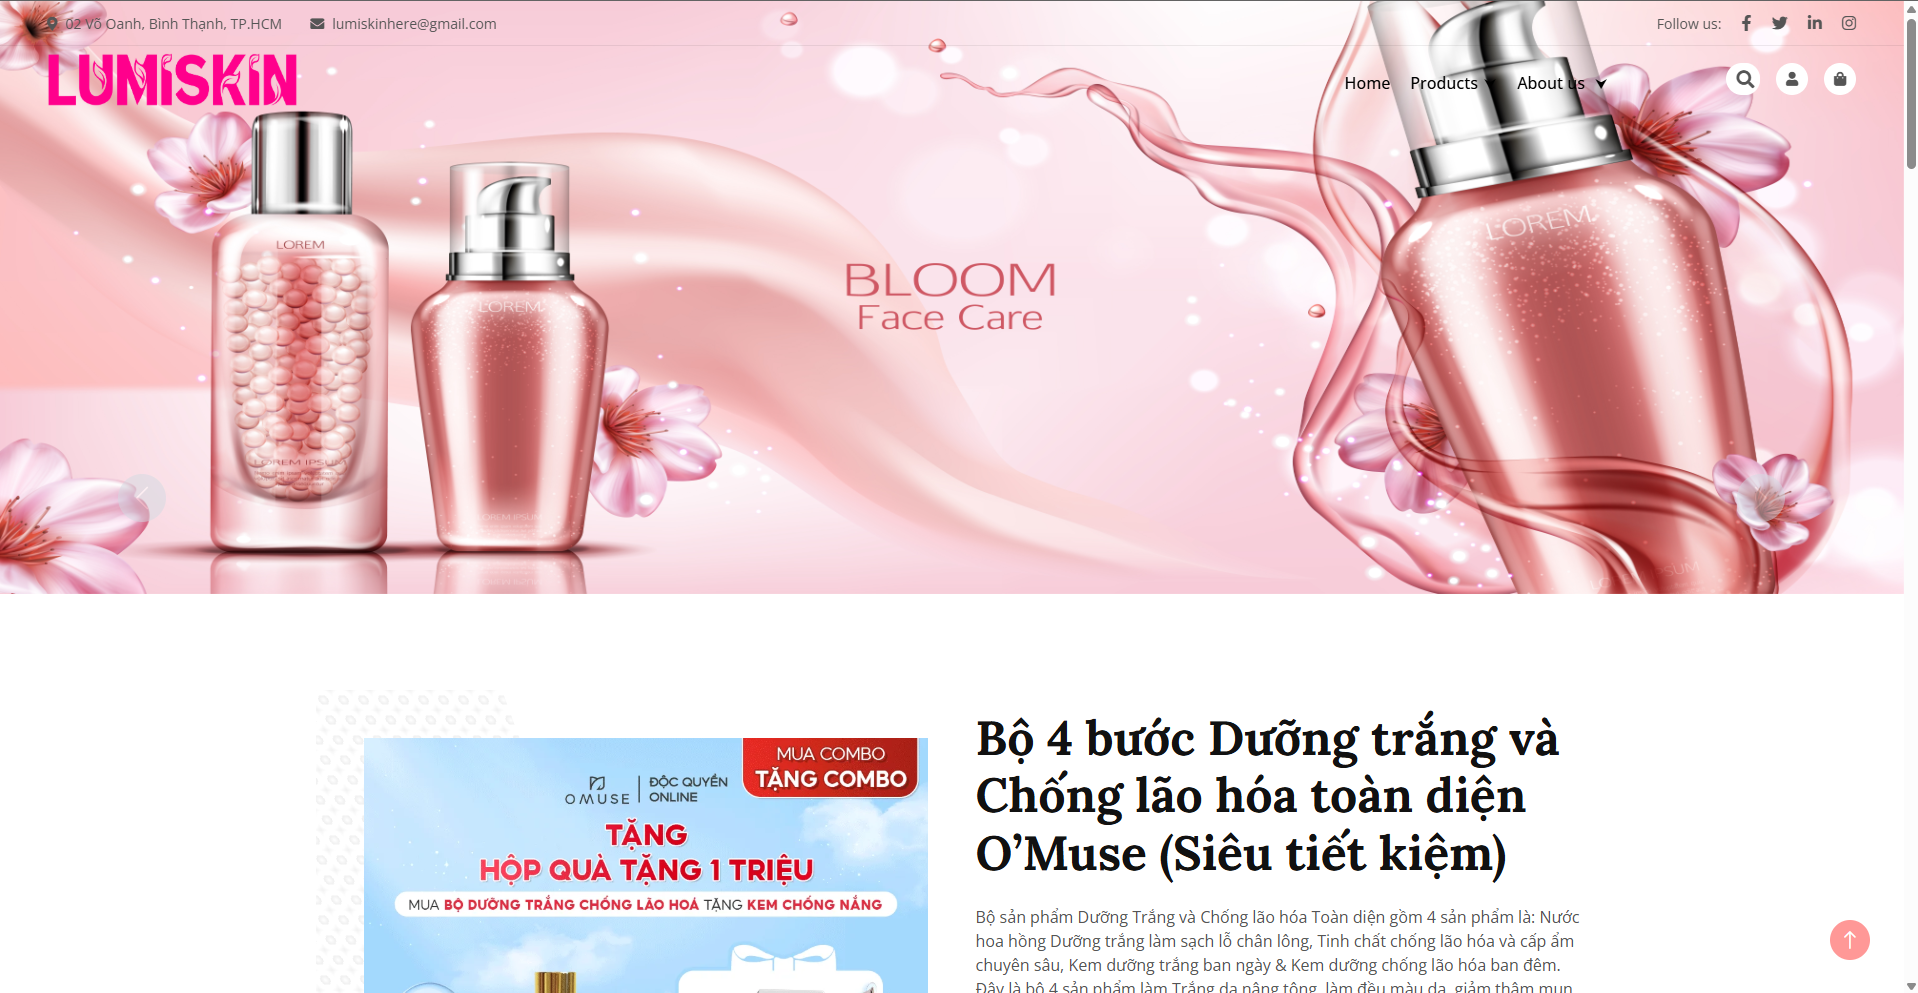 02 Võ Oanh, Bình Thạnh, TP.HCM
lumiskinhere@gmail.com
Follow us:
LUMISKIN
Home
Products
About us
LOREM
LOREM IPSUM
LOREM
LOREM IPSUM
BLOOM
Face Care
LOREM
MUA COMBO
TẶNG COMBO
OMUSE
ĐỘC QUYỀN
ONLINE
TẶNG
HỘP QUÀ TẶNG 1 TRIỆU
MUA BỘ DƯỠNG TRẮNG CHỐNG LÃO HOÁ TẶNG KEM CHỐNG NẮNG
Bộ 4 bước Dưỡng trắng và
Chống lão hóa toàn diện
O’Muse (Siêu tiết kiệm)
Bộ sản phẩm Dưỡng Trắng và Chống lão hóa Toàn diện gồm 4 sản phẩm là: Nước
hoa hồng Dưỡng trắng làm sạch lỗ chân lông, Tinh chất chống lão hóa và cấp ẩm
chuyên sâu, Kem dưỡng trắng ban ngày & Kem dưỡng chống lão hóa ban đêm.
Đây là bộ 4 sản phẩm làm Trắng da nâng tông, làm đều màu da, giảm thâm mụn,